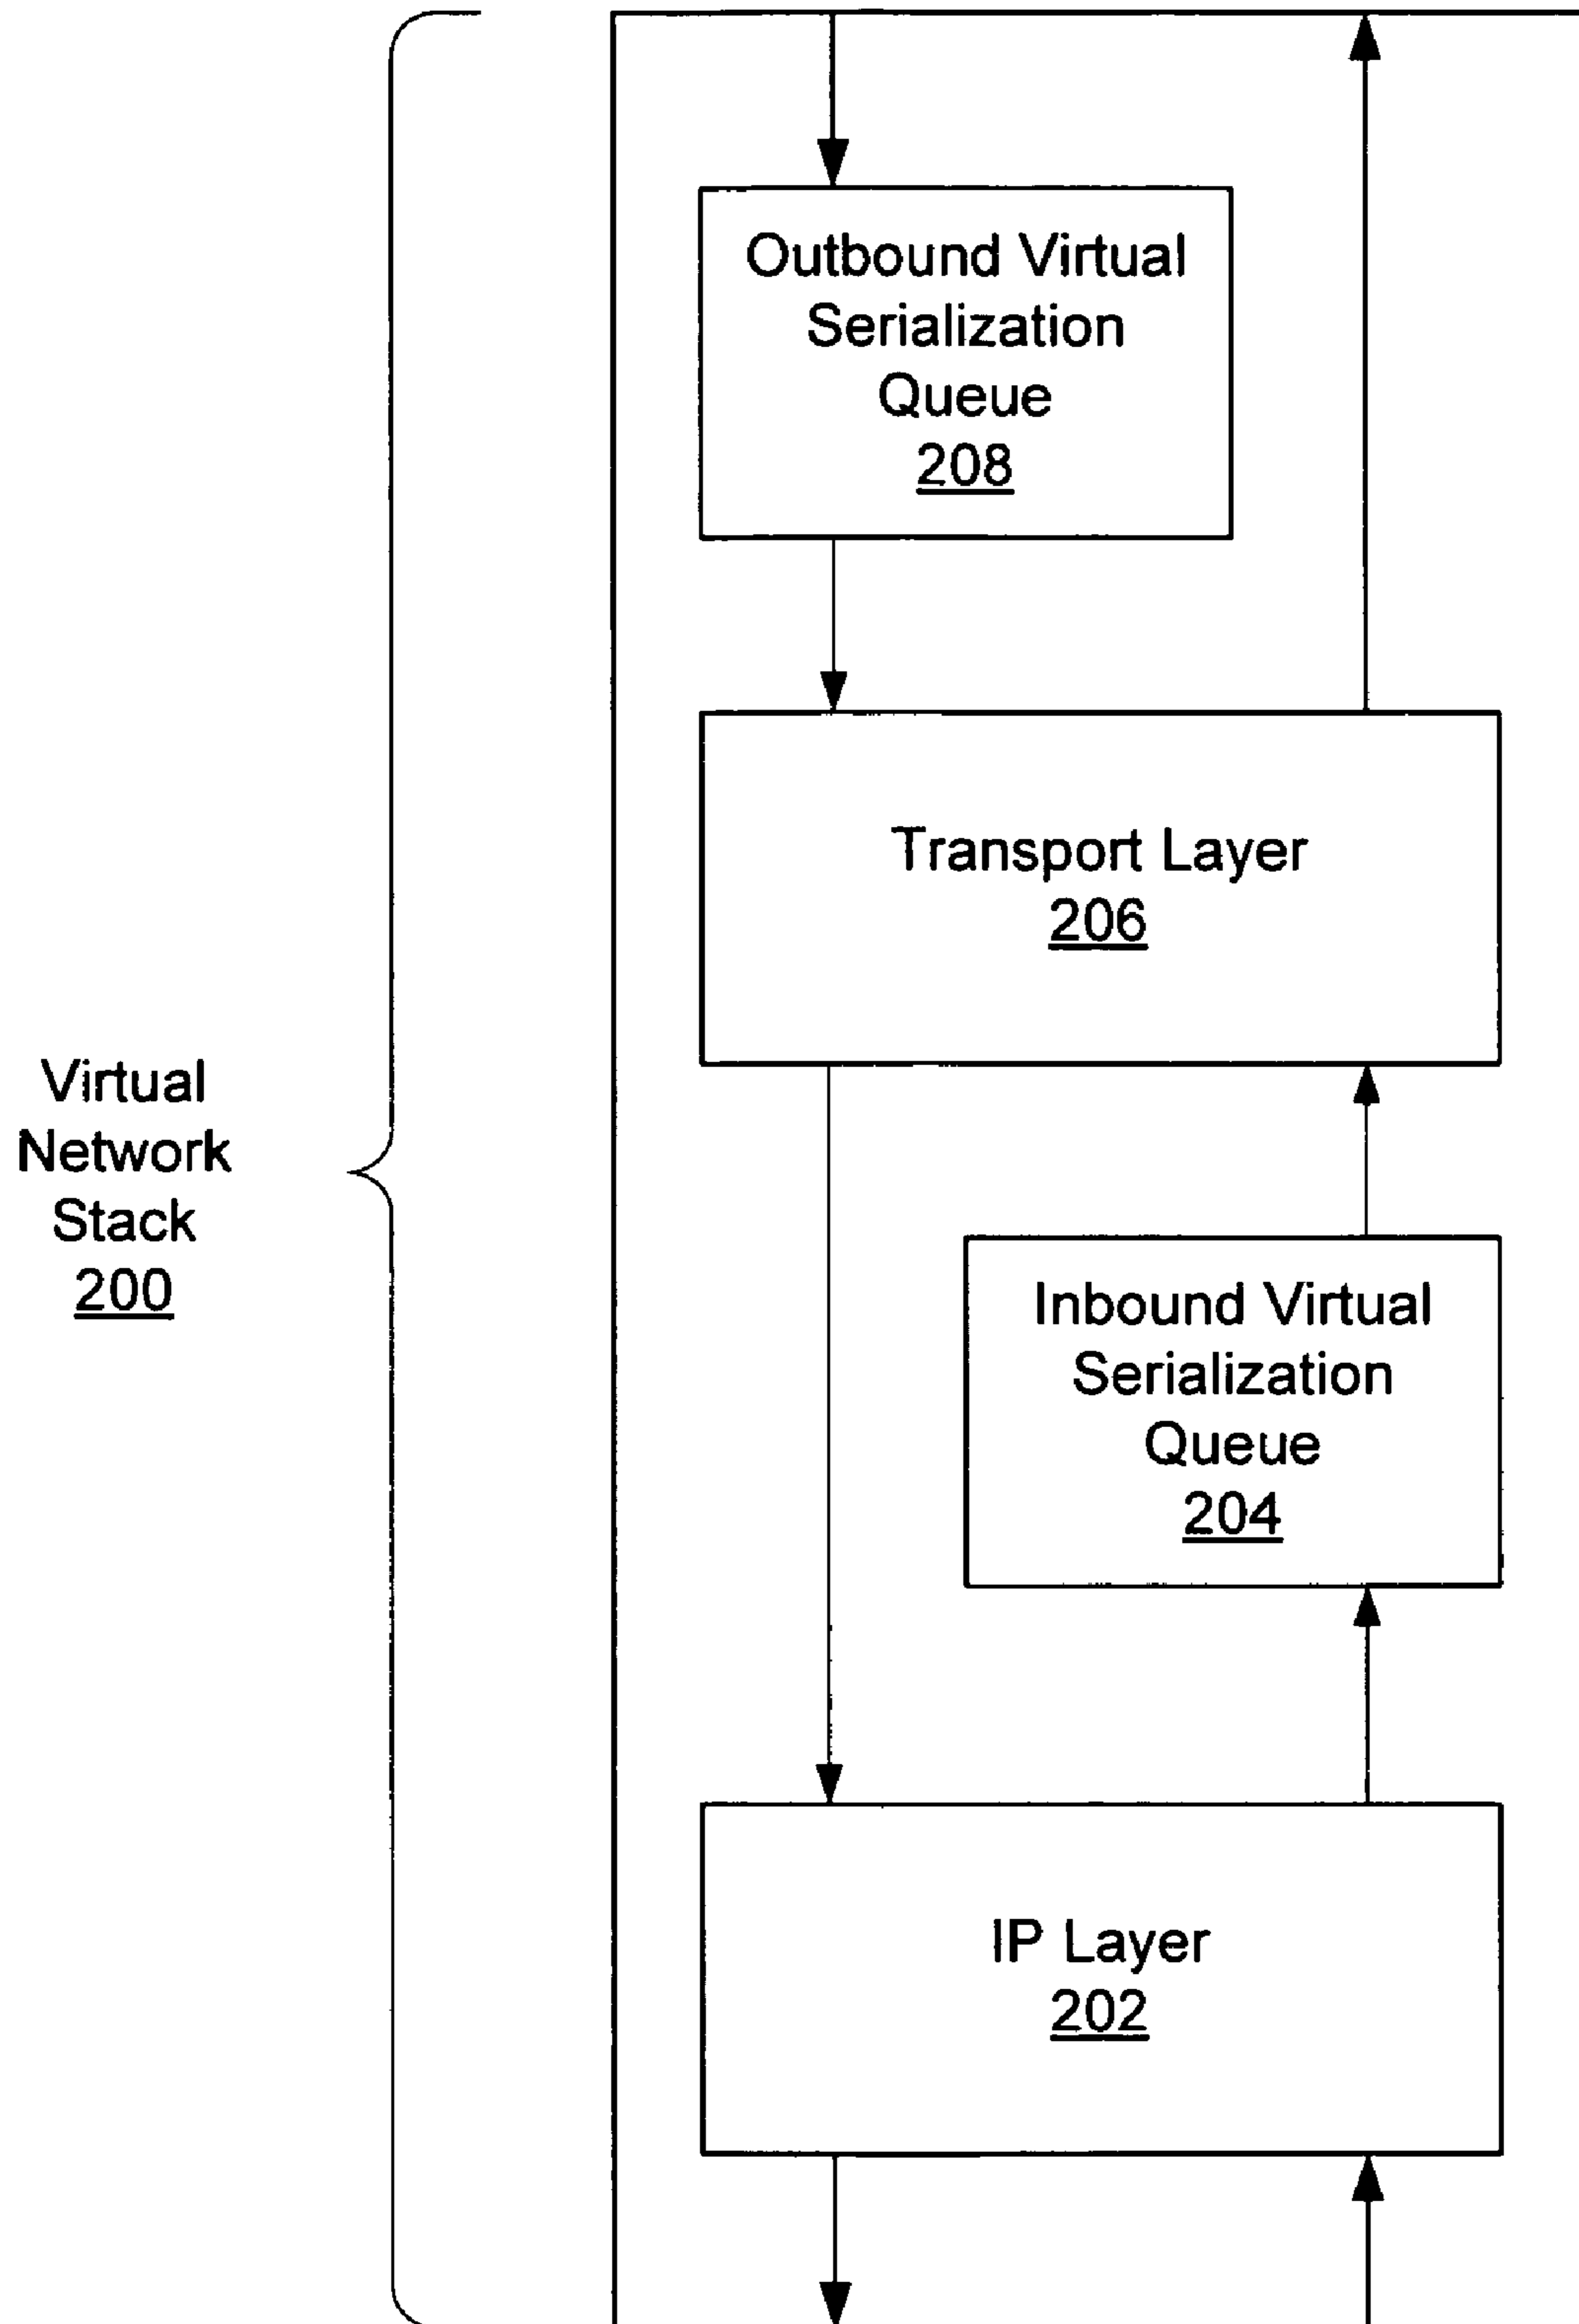 Outbound Virtual
Serialization
Queue
208
Transport Layer
206
Virtual
Network
Stack
200
Inbound Virtual
Serialization
Queue
204
IP Layer
202